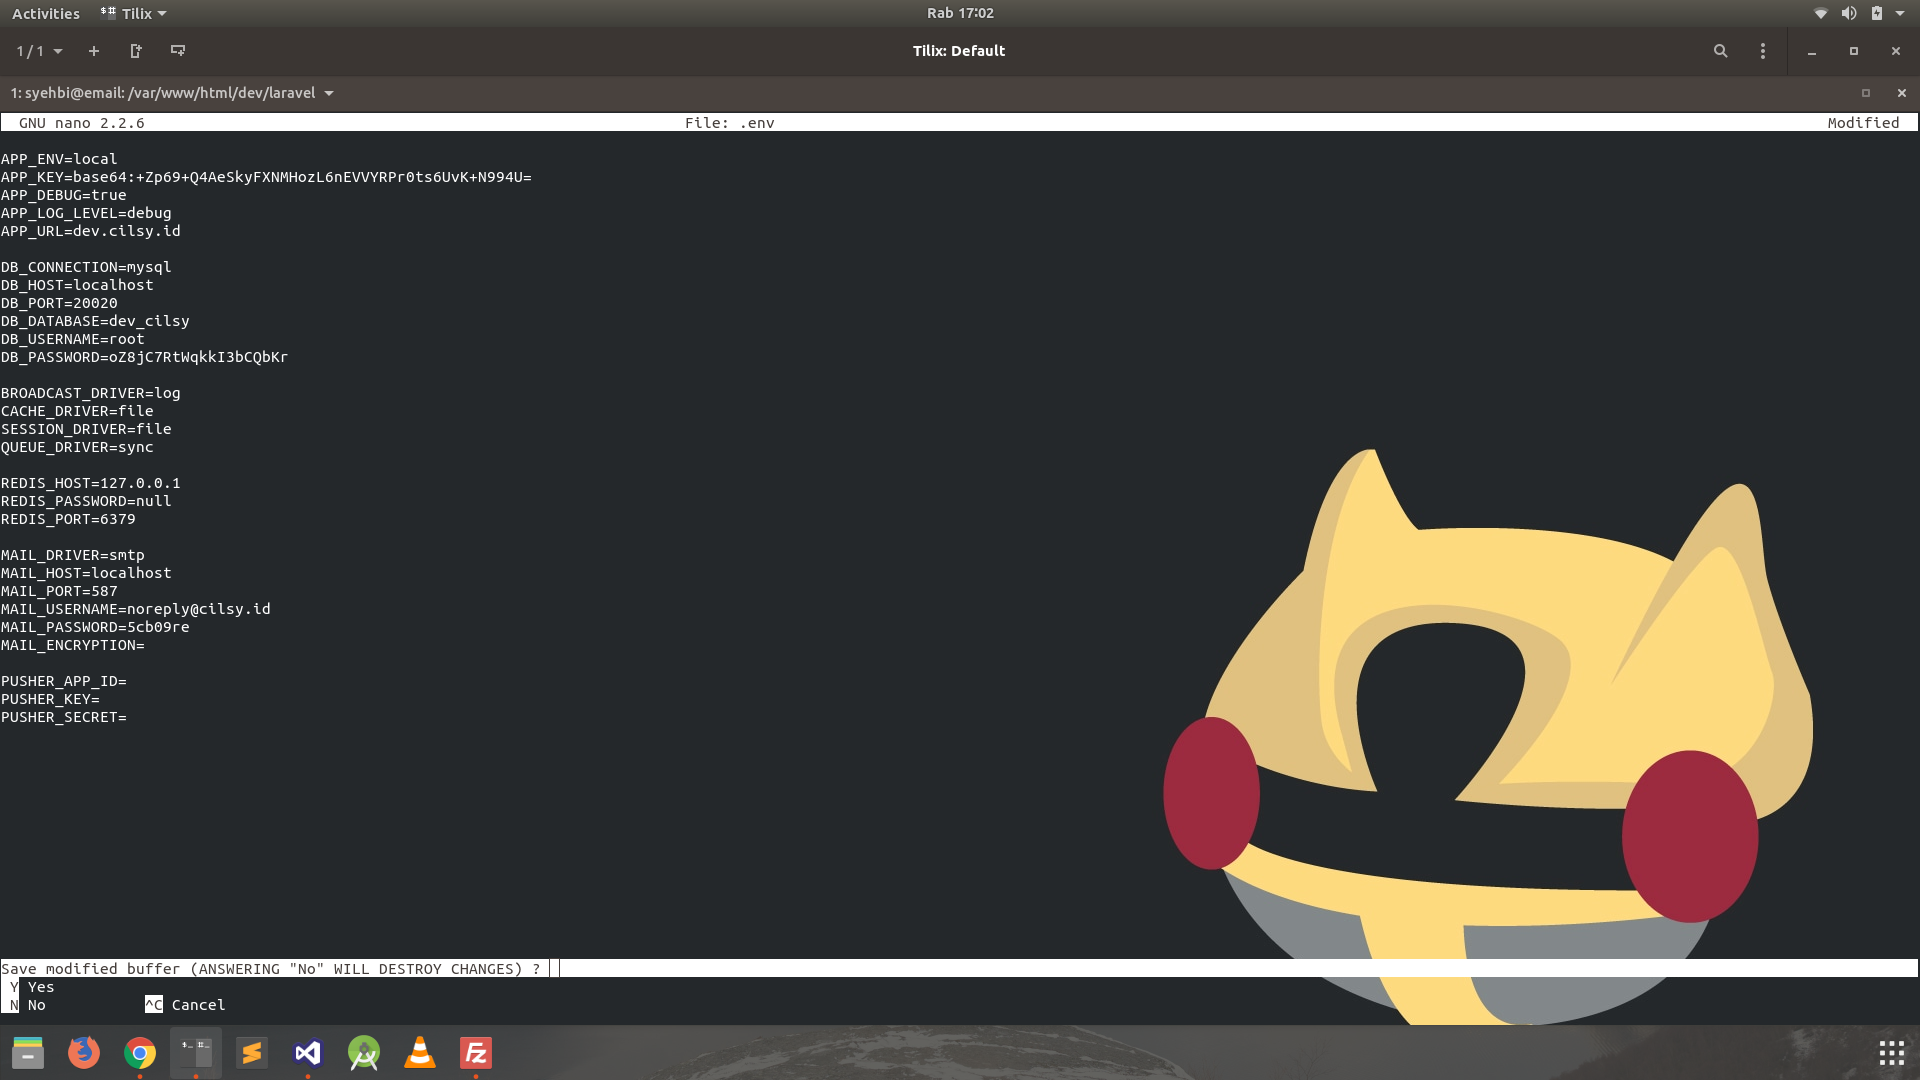 Activities Tilix Rab 17:02
1 / 1 Tilix: Default
1: syehbi@email: /var/www/html/dev/laravel
GNU nano 2.2.6 File: .env Modified
APP_ENV=local
APP_KEY=base64:+Zp69+Q4AeSkyFXNMHozL6nEVVYRPr0ts6UvK+N994U=
APP_DEBUG=true
APP_LOG_LEVEL=debug
APP_URL=dev.cilsy.id
DB_CONNECTION=mysql
DB_HOST=localhost
DB_PORT=20020
DB_DATABASE=dev_cilsy
DB_USERNAME=root
DB_PASSWORD=oZ8jC7RtWqkkI3bCQbKr
BROADCAST_DRIVER=log
CACHE_DRIVER=file
SESSION_DRIVER=file
QUEUE_DRIVER=sync
REDIS_HOST=127.0.0.1
REDIS_PASSWORD=null
REDIS_PORT=6379
MAIL_DRIVER=smtp
MAIL_HOST=localhost
MAIL_PORT=587
MAIL_USERNAME=noreply@cilsy.id
MAIL_PASSWORD=5cb09re
MAIL_ENCRYPTION=
PUSHER_APP_ID=
PUSHER_KEY=
PUSHER_SECRET=
Save modified buffer (ANSWERING "No" WILL DESTROY CHANGES) ?
Y Yes
N No ^C Cancel